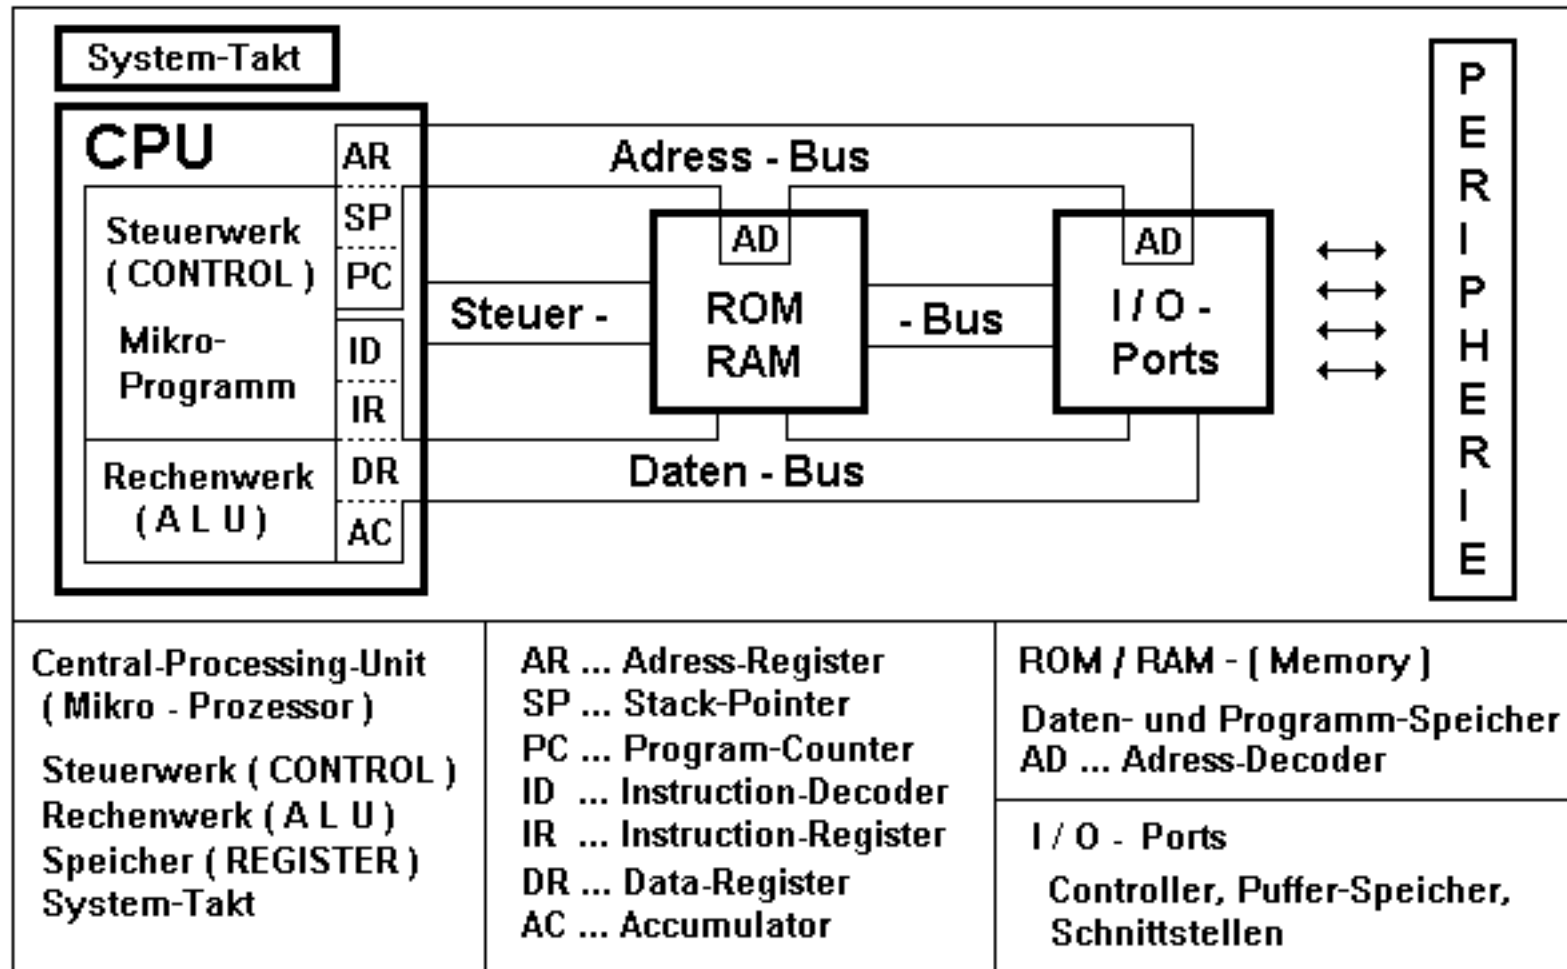 System-Takt
CPU
AR
SP
PC
ID
IR
DR
AC
Steuerwerk
( CONTROL )
Mikro-
Programm
Rechenwerk
( A L U )
Adress - Bus
Steuer -
- Bus
Daten - Bus
AD
ROM
RAM
AD
I / O -
Ports
P
E
R
I
P
H
E
R
I
E
Central-Processing-Unit
( Mikro - Prozessor )
Steuerwerk ( CONTROL )
Rechenwerk ( A L U )
Speicher ( REGISTER )
System-Takt
AR ... Adress-Register
SP ... Stack-Pointer
PC ... Program-Counter
ID ... Instruction-Decoder
IR ... Instruction-Register
DR ... Data-Register
AC ... Accumulator
ROM / RAM - ( Memory )
Daten- und Programm-Speicher
AD ... Adress-Decoder
I / O - Ports
Controller, Puffer-Speicher,
Schnittstellen